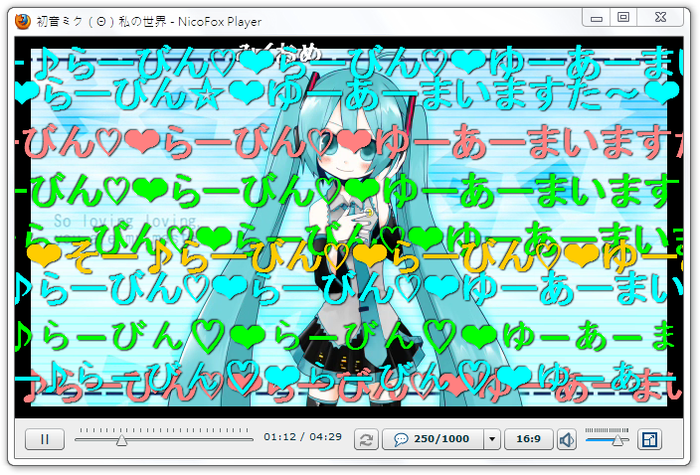 初音ミク（⊙）私の世界 - NicoFox Player
♪らーびん♡❤らーびん♡❤ゆーあーまい
❤らーびん☆❤ゆーあーまいますた～❤
ーびん♡❤らーびん♡❤ゆーあーまいますた
ーびん♡❤らーびん♡❤ゆーあーまいます
So loving loving
らーびん♡❤らーびん♡❤ゆーあーまいま
❤そー♪らーびん♡❤らーびん♡❤ゆー
♪らーびん♡❤らーびん♡❤ゆーあーまい
♪らーびん♡❤らーびん♡❤ゆーあーま
ー♪らーびん♡❤らーびん♡❤ゆーあー
01:12 / 04:29
250/1000
16:9